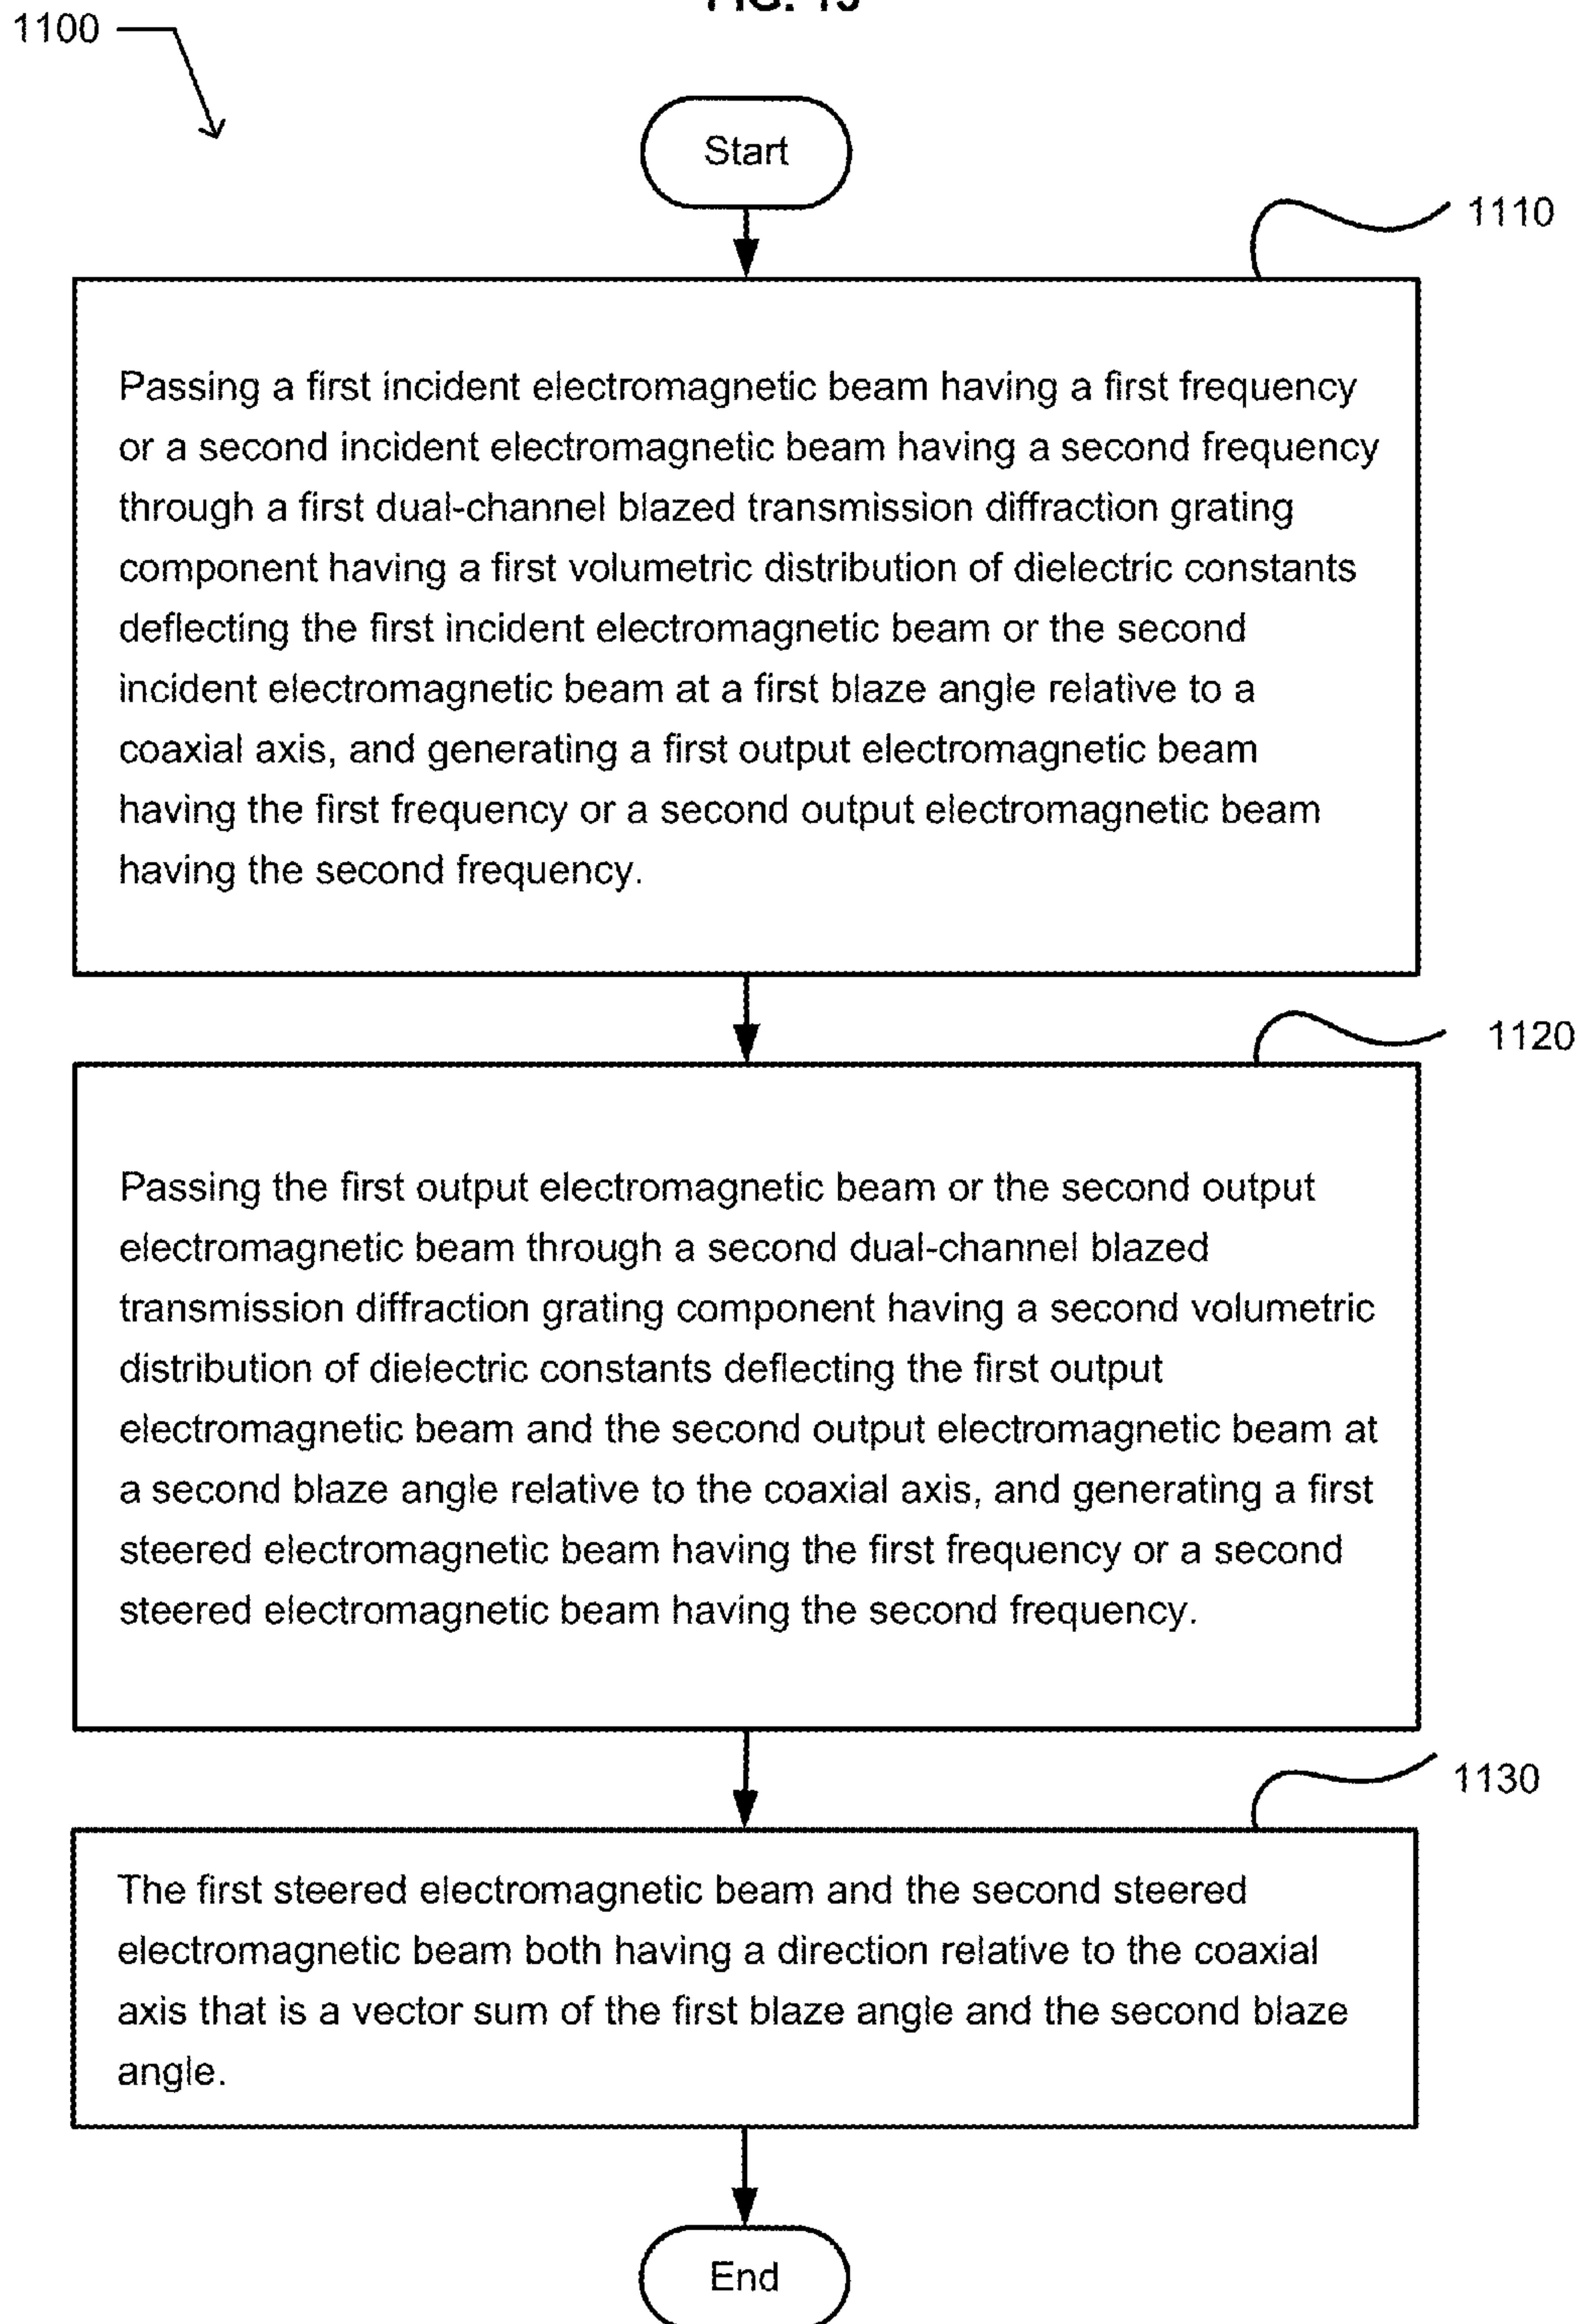 1100
Start
1110
Passing a first incident electromagnetic beam having a first frequency
or a second incident electromagnetic beam having a second frequency
through a first dual-channel blazed transmission diffraction grating
component having a first volumetric distribution of dielectric constants
deflecting the first incident electromagnetic beam or the second
incident electromagnetic beam at a first blaze angle relative to a
coaxial axis, and generating a first output electromagnetic beam
having the first frequency or a second output electromagnetic beam
having the second frequency.
1120
Passing the first output electromagnetic beam or the second output
electromagnetic beam through a second dual-channel blazed
transmission diffraction grating component having a second volumetric
distribution of dielectric constants deflecting the first output
electromagnetic beam and the second output electromagnetic beam at
a second blaze angle relative to the coaxial axis, and generating a first
steered electromagnetic beam having the first frequency or a second
steered electromagnetic beam having the second frequency.
1130
The first steered electromagnetic beam and the second steered
electromagnetic beam both having a direction relative to the coaxial
axis that is a vector sum of the first blaze angle and the second blaze
angle.
End